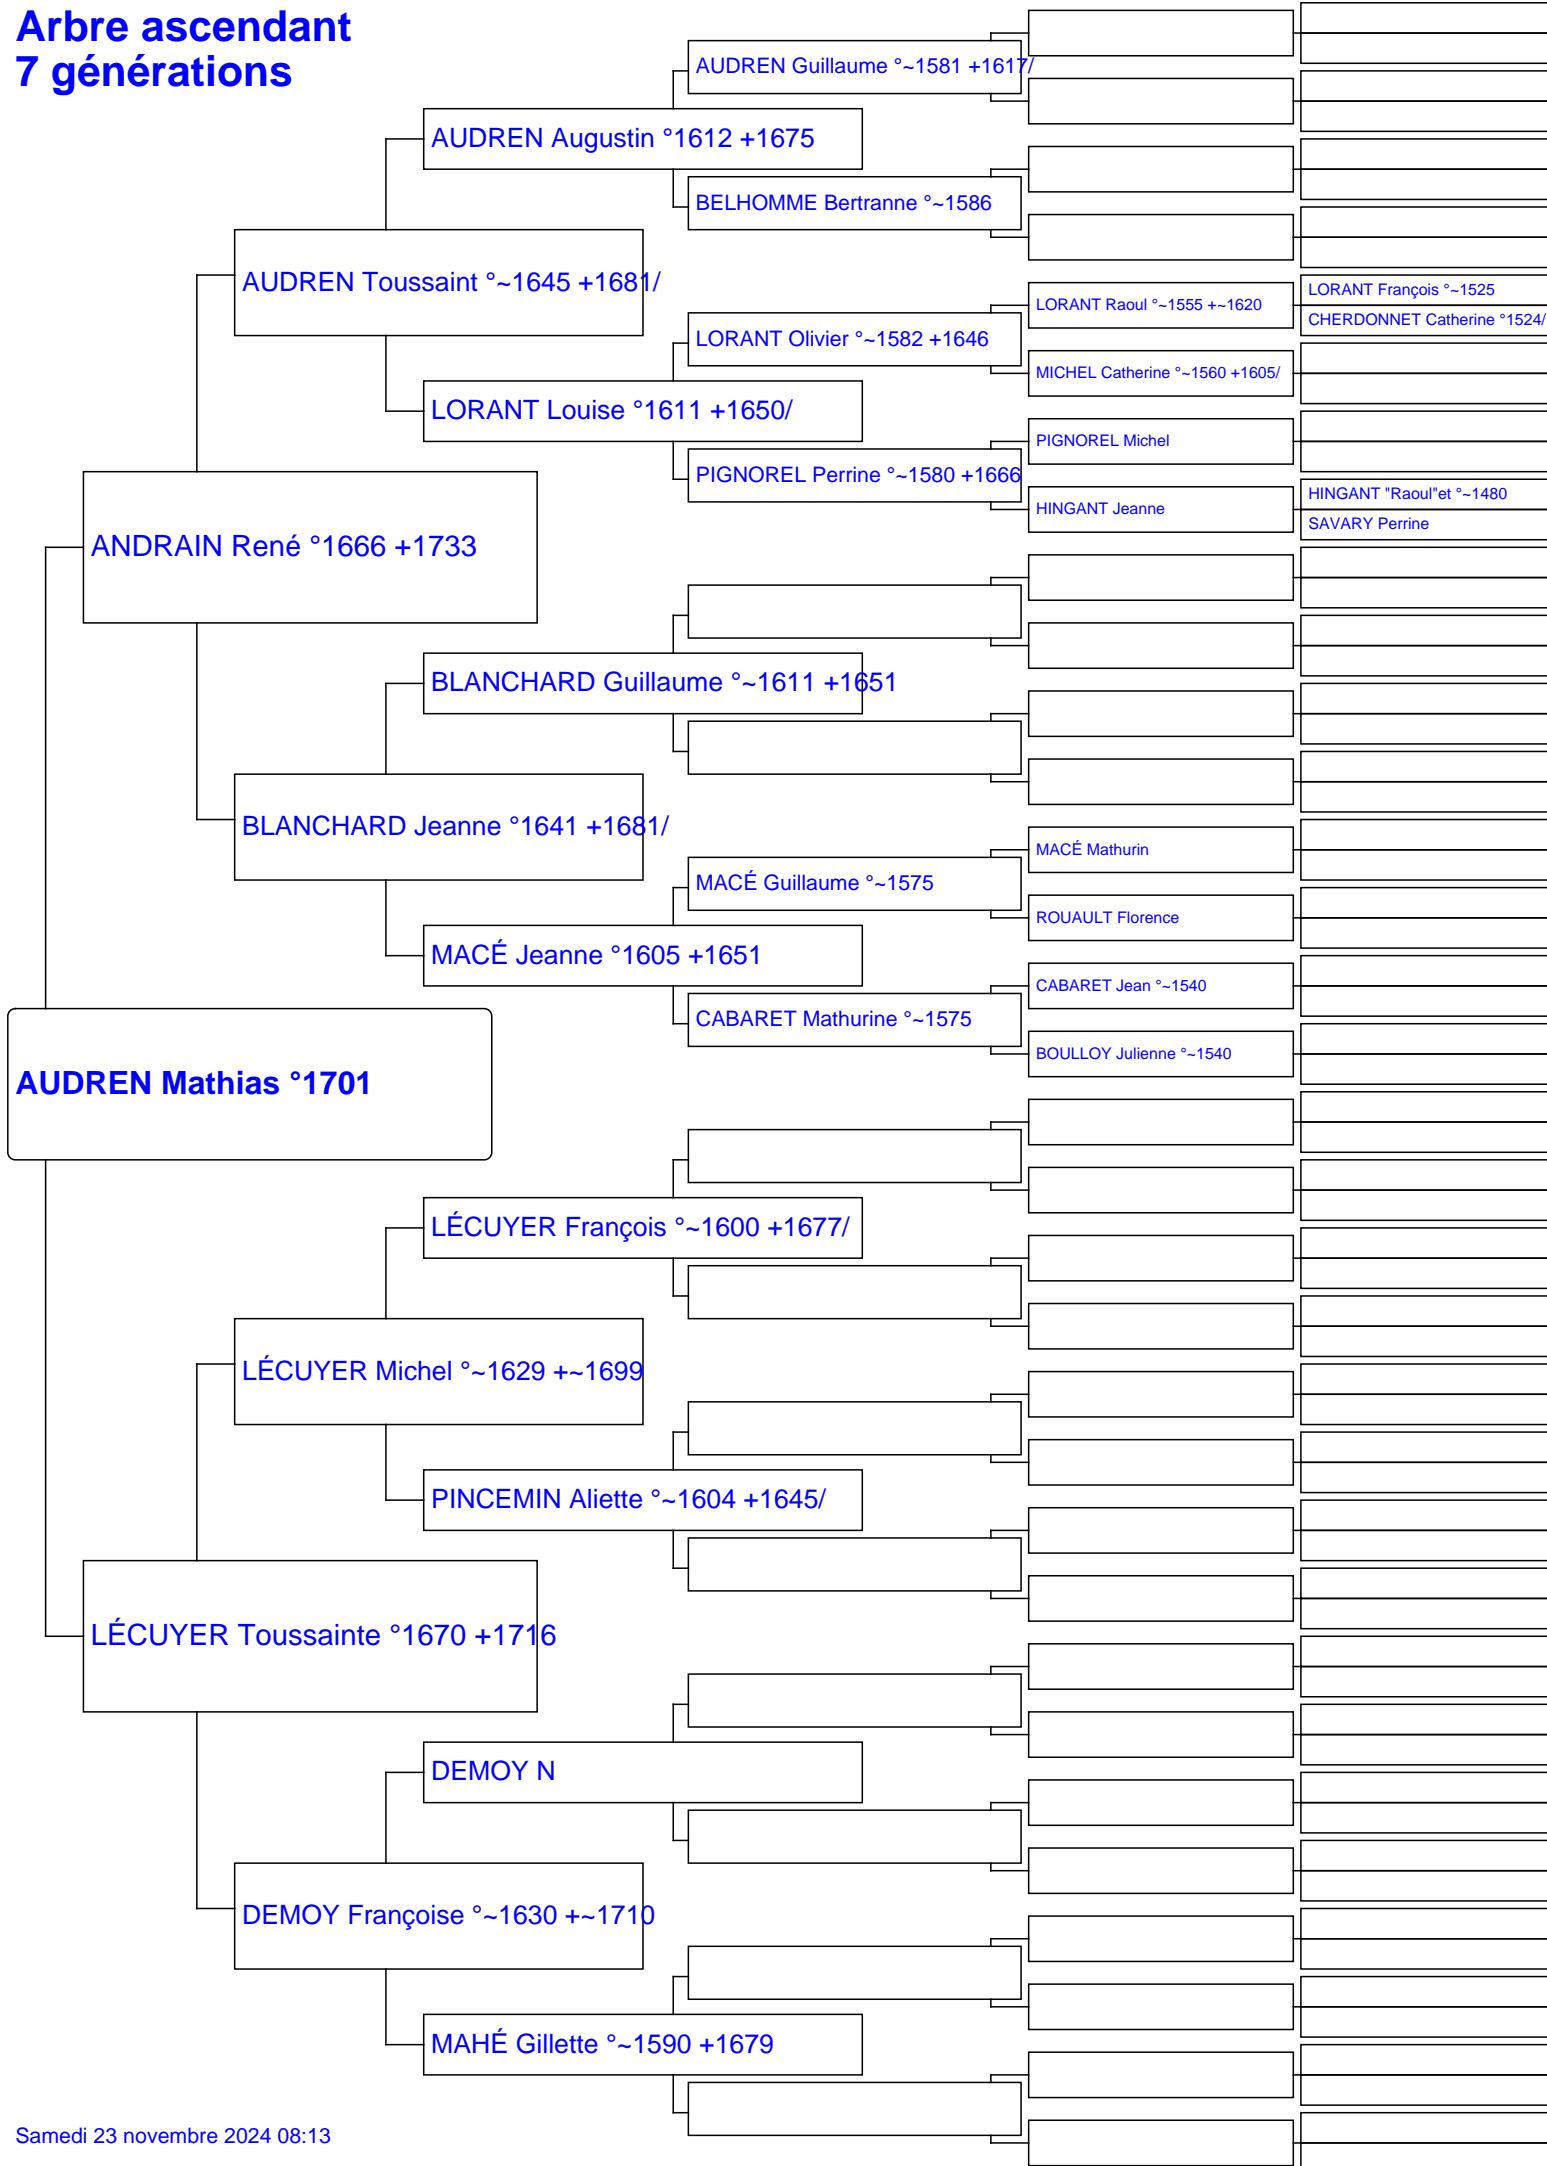 Arbre ascendant
7 générations
AUDREN Guillaume °~1581 +1617/
AUDREN Augustin °1612 +1675
BELHOMME Bertranne °~1586
AUDREN Toussaint °~1645 +1681/
LORANT François °~1525
LORANT Raoul °~1555 +~1620
CHERDONNET Catherine °1524/
LORANT Olivier °~1582 +1646
MICHEL Catherine °~1560 +1605/
LORANT Louise °1611 +1650/
PIGNOREL Michel
PIGNOREL Perrine °~1580 +1666
HINGANT "Raoul"et °~1480
HINGANT Jeanne
SAVARY Perrine
ANDRAIN René °1666 +1733
BLANCHARD Guillaume °~1611 +1651
BLANCHARD Jeanne °1641 +1681/
MACÉ Mathurin
MACÉ Guillaume °~1575
ROUAULT Florence
MACÉ Jeanne °1605 +1651
CABARET Jean °~1540
CABARET Mathurine °~1575
BOULLOY Julienne °~1540
AUDREN Mathias °1701
LÉCUYER François °~1600 +1677/
LÉCUYER Michel °~1629 +~1699
PINCEMIN Aliette °~1604 +1645/
LÉCUYER Toussainte °1670 +1716
DEMOY N
DEMOY Françoise °~1630 +~1710
MAHÉ Gillette °~1590 +1679
Samedi 23 novembre 2024 08:13